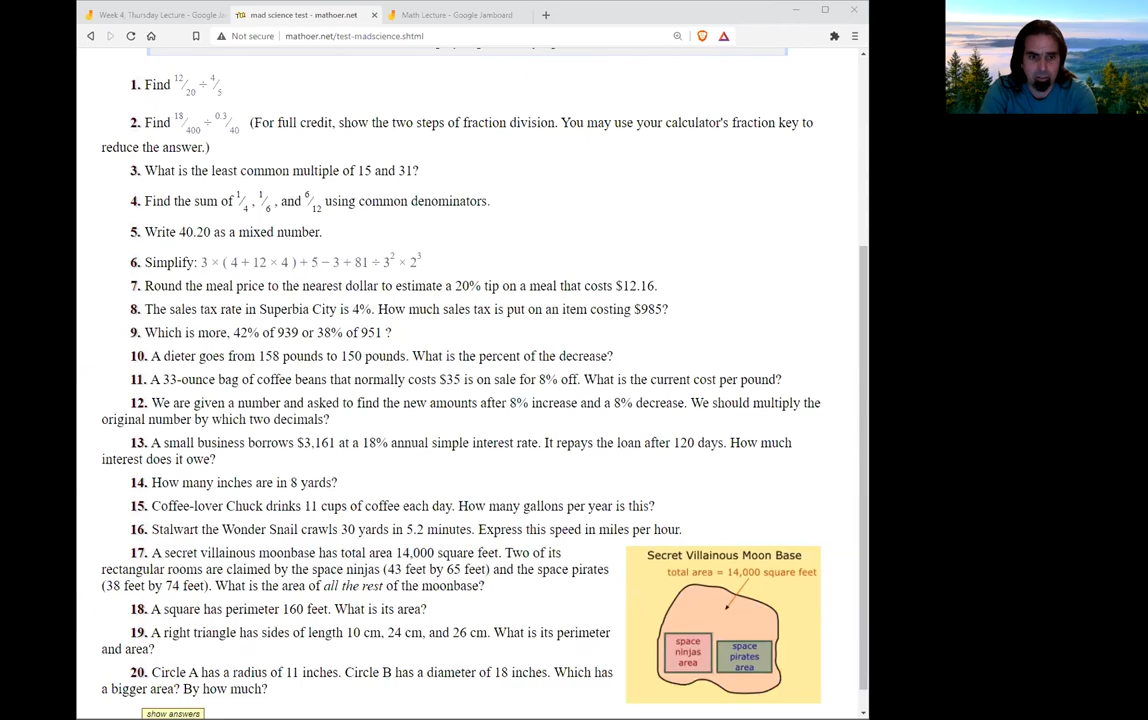 Week 4. Thursday Lecture - Google Ja
mad science test - mathoer.net
Math Lecture - Google Jamboard
Not secure mathoer.net/test-madscience.shtml
1. Find 12/20 ÷ 4/5
2. Find 18/400 ÷ 0.3/40 (For full credit, show the two steps of fraction division. You may use your calculator's fraction key to
reduce the answer.)
3. What is the least common multiple of 15 and 31?
4. Find the sum of 1/4, 1/6, and 6/12 using common denominators.
5. Write 40.20 as a mixed number.
6. Simplify: 3 × ( 4 + 12 × 4 ) + 5 − 3 + 81 ÷ 3² × 2³
7. Round the meal price to the nearest dollar to estimate a 20% tip on a meal that costs $12.16.
8. The sales tax rate in Superbia City is 4%. How much sales tax is put on an item costing $985?
9. Which is more, 42% of 939 or 38% of 951 ?
10. A dieter goes from 158 pounds to 150 pounds. What is the percent of the decrease?
11. A 33-ounce bag of coffee beans that normally costs $35 is on sale for 8% off. What is the current cost per pound?
12. We are given a number and asked to find the new amounts after 8% increase and a 8% decrease. We should multiply the
original number by which two decimals?
13. A small business borrows $3,161 at a 18% annual simple interest rate. It repays the loan after 120 days. How much
interest does it owe?
14. How many inches are in 8 yards?
15. Coffee-lover Chuck drinks 11 cups of coffee each day. How many gallons per year is this?
16. Stalwart the Wonder Snail crawls 30 yards in 5.2 minutes. Express this speed in miles per hour.
17. A secret villainous moonbase has total area 14,000 square feet. Two of its
rectangular rooms are claimed by the space ninjas (43 feet by 65 feet) and the space pirates
(38 feet by 74 feet). What is the area of all the rest of the moonbase?
18. A square has perimeter 160 feet. What is its area?
19. A right triangle has sides of length 10 cm, 24 cm, and 26 cm. What is its perimeter
and area?
20. Circle A has a radius of 11 inches. Circle B has a diameter of 18 inches. Which has
a bigger area? By how much?
Secret Villainous Moon Base
total area = 14,000 square feet
space
ninjas
area
space
pirates
area
show answers